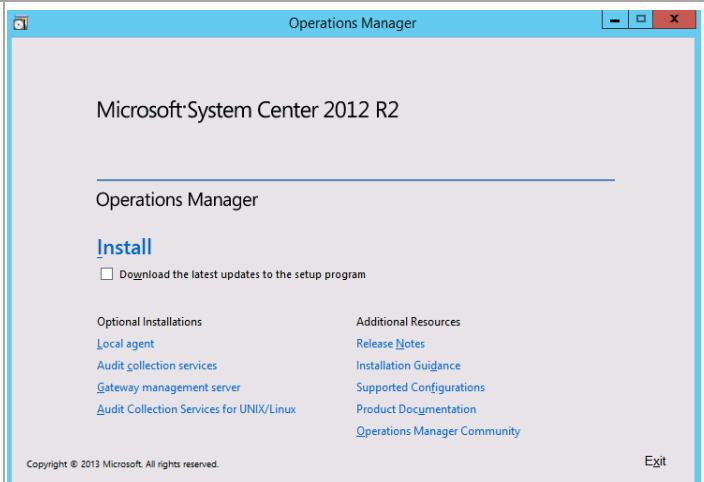 Operations Manager
Microsoft System Center 2012 R2
Operations Manager
Install
Download the latest updates to the setup program
Optional Installations
Local agent
Audit collection services
Gateway management server
Audit Collection Services for UNIX/Linux
Additional Resources
Release Notes
Installation Guidance
Supported Configurations
Product Documentation
Operations Manager Community
Copyright © 2013 Microsoft. All rights reserved.
Exit